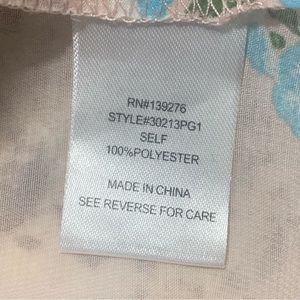 RN#139276
STYLE#30213PG1
SELF
100%POLYESTER
MADE IN CHINA
SEE REVERSE FOR CARE